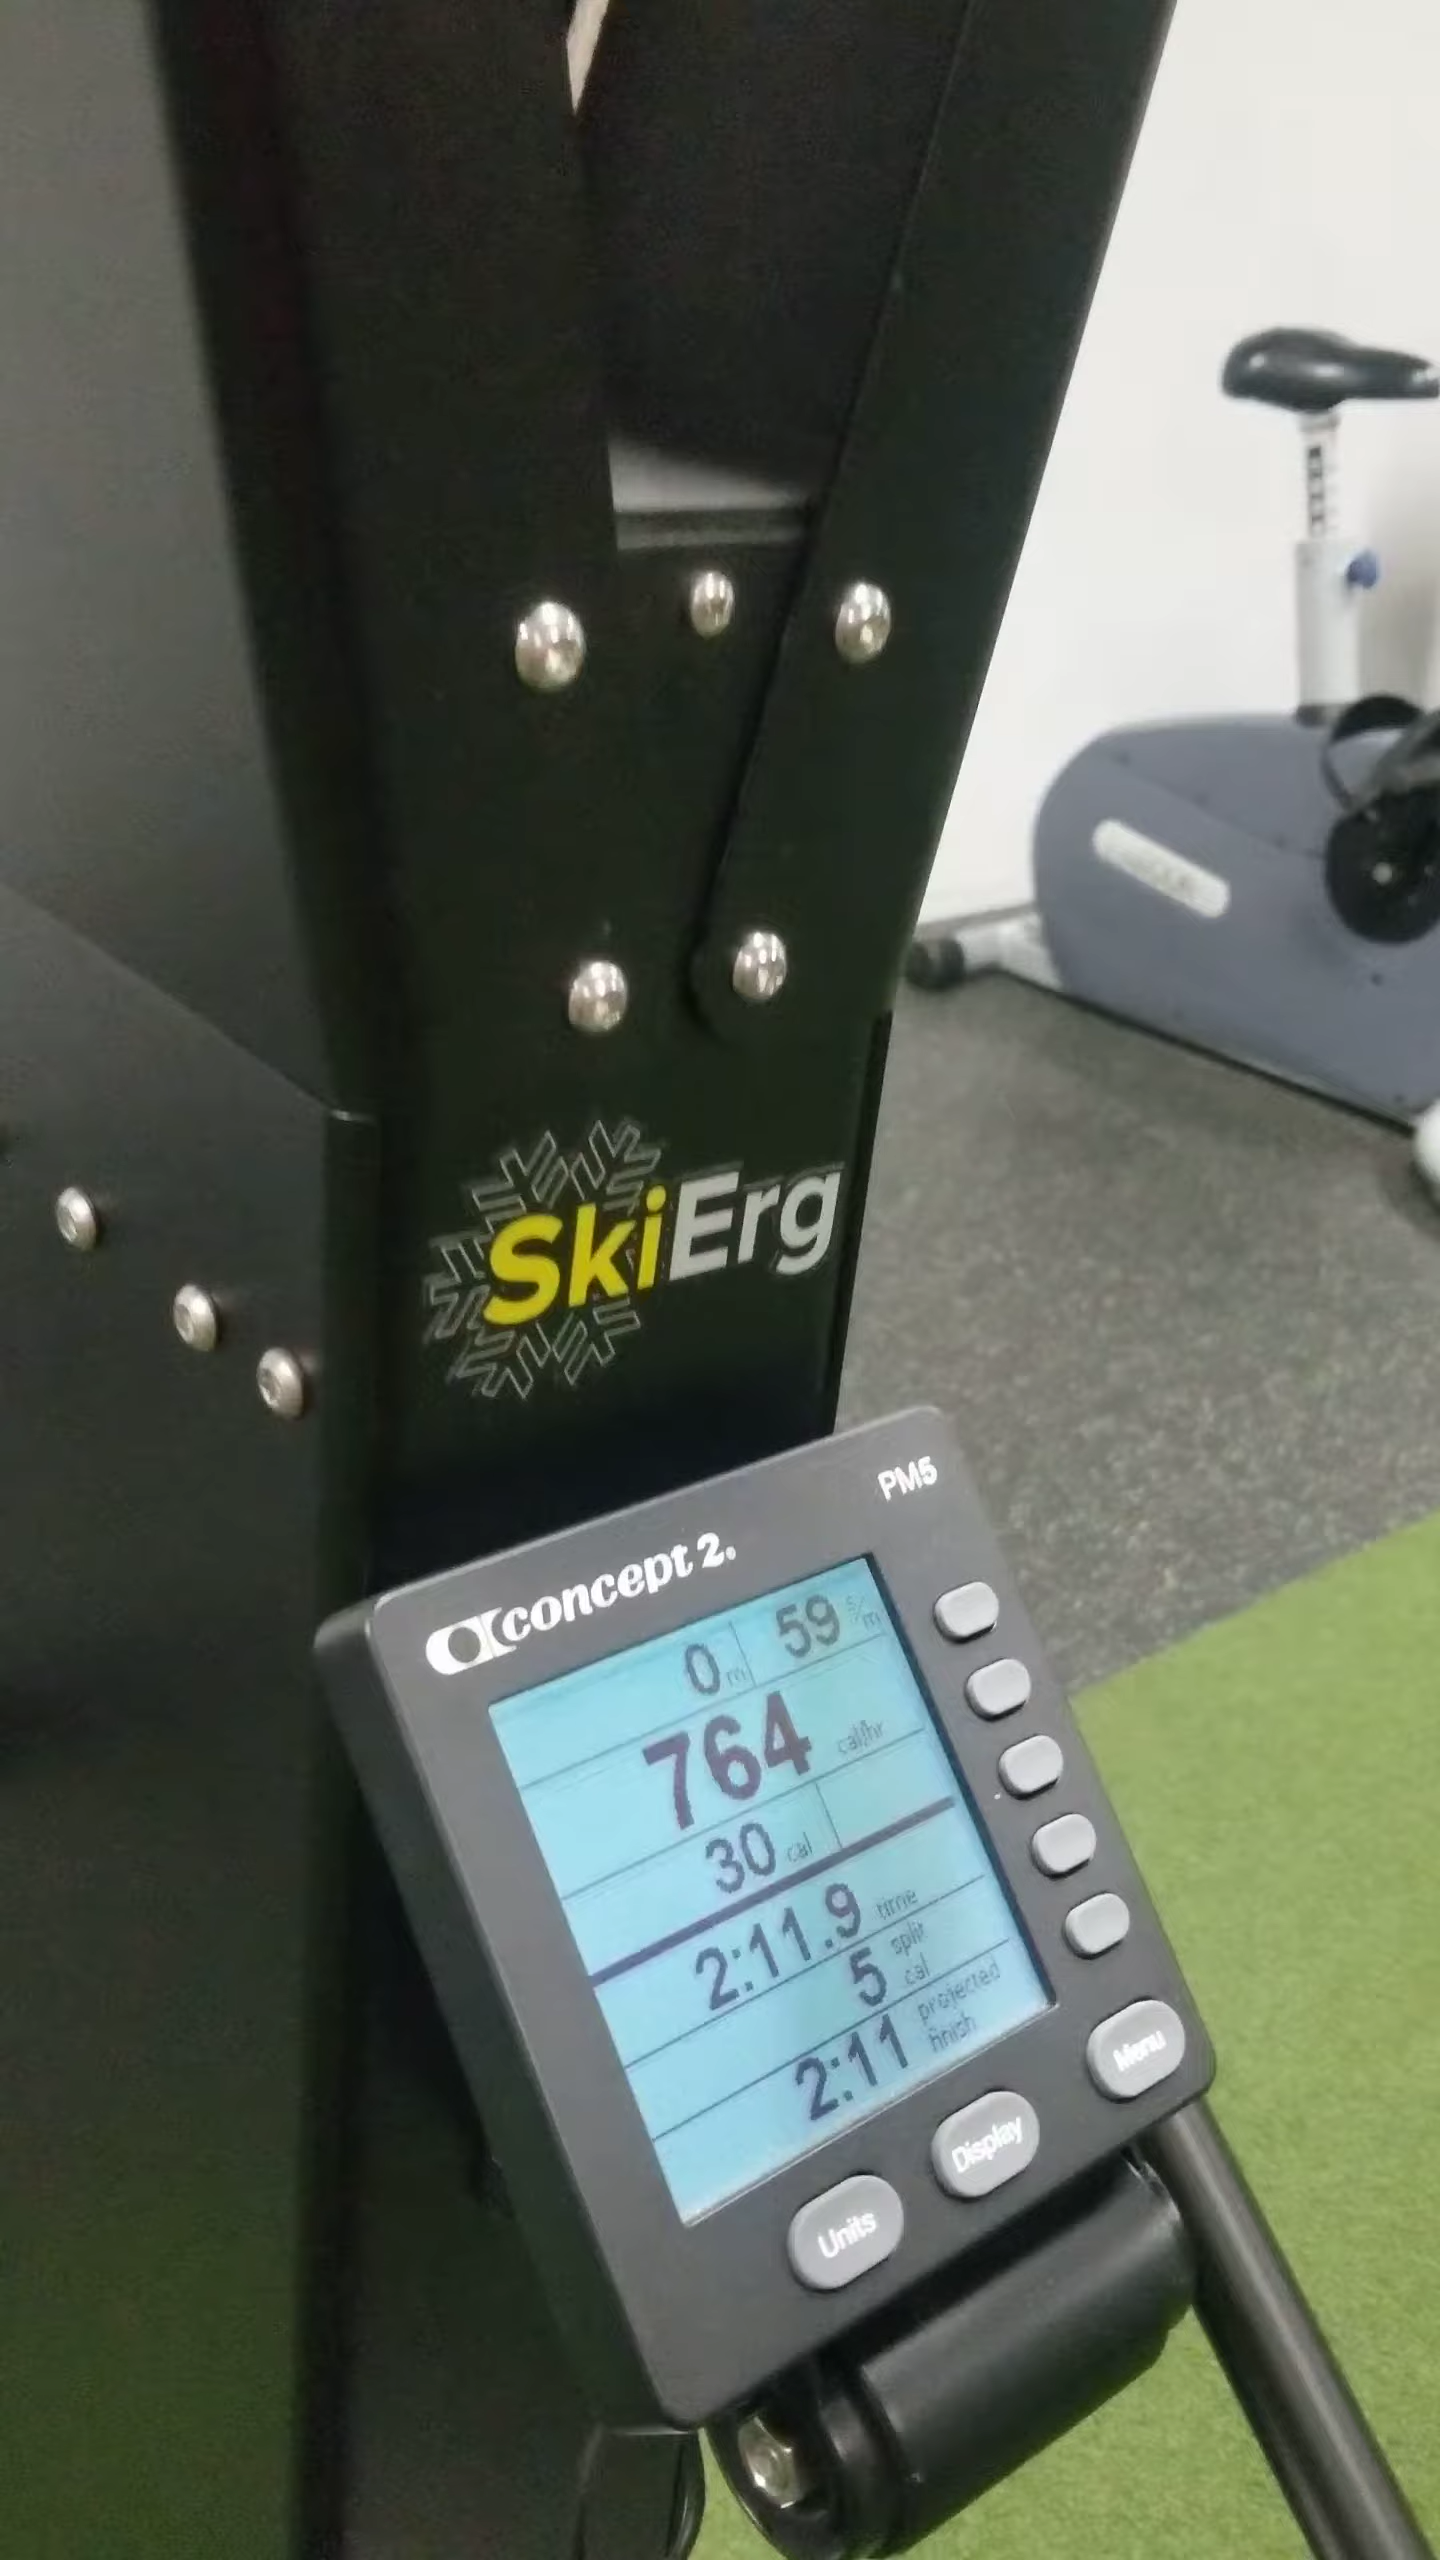 SkiErg
PM5
concept 2.
0 m 59 s/m
764 cal/hr
30 cal
2:11.9 time
5 split cal
2:11 projected finish
Menu
Display
Units